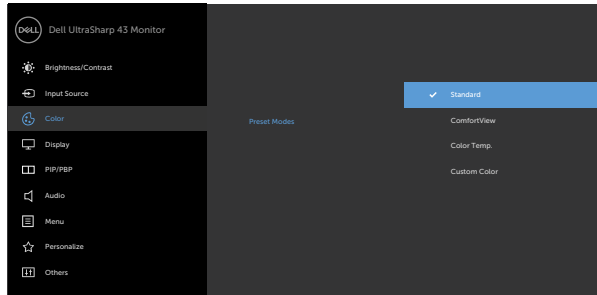 DELL
Dell UltraSharp 43 Monitor
Brightness/Contrast
Input Source
Color
Display
PIP/PBP
Audio
Menu
Personalize
Others
Preset Modes
Standard
ComfortView
Color Temp.
Custom Color